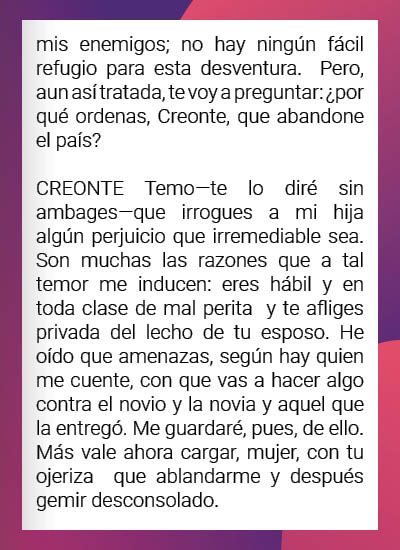 mis enemigos; no hay ningún fácil
refugio para esta desventura. Pero,
aun así tratada, te voy a preguntar: ¿por
qué ordenas, Creonte, que abandone
el país?
CREONTE Temo—te lo diré sin
ambages—que irrogues a mi hija
algún perjuicio que irremediable sea.
Son muchas las razones que a tal
temor me inducen: eres hábil y en
toda clase de mal perita y te afliges
privada del lecho de tu esposo. He
oído que amenazas, según hay quien
me cuente, con que vas a hacer algo
contra el novio y la novia y aquel que
la entregó. Me guardaré, pues, de ello.
Más vale ahora cargar, mujer, con tu
ojeriza que ablandarme y después
gemir desconsolado.